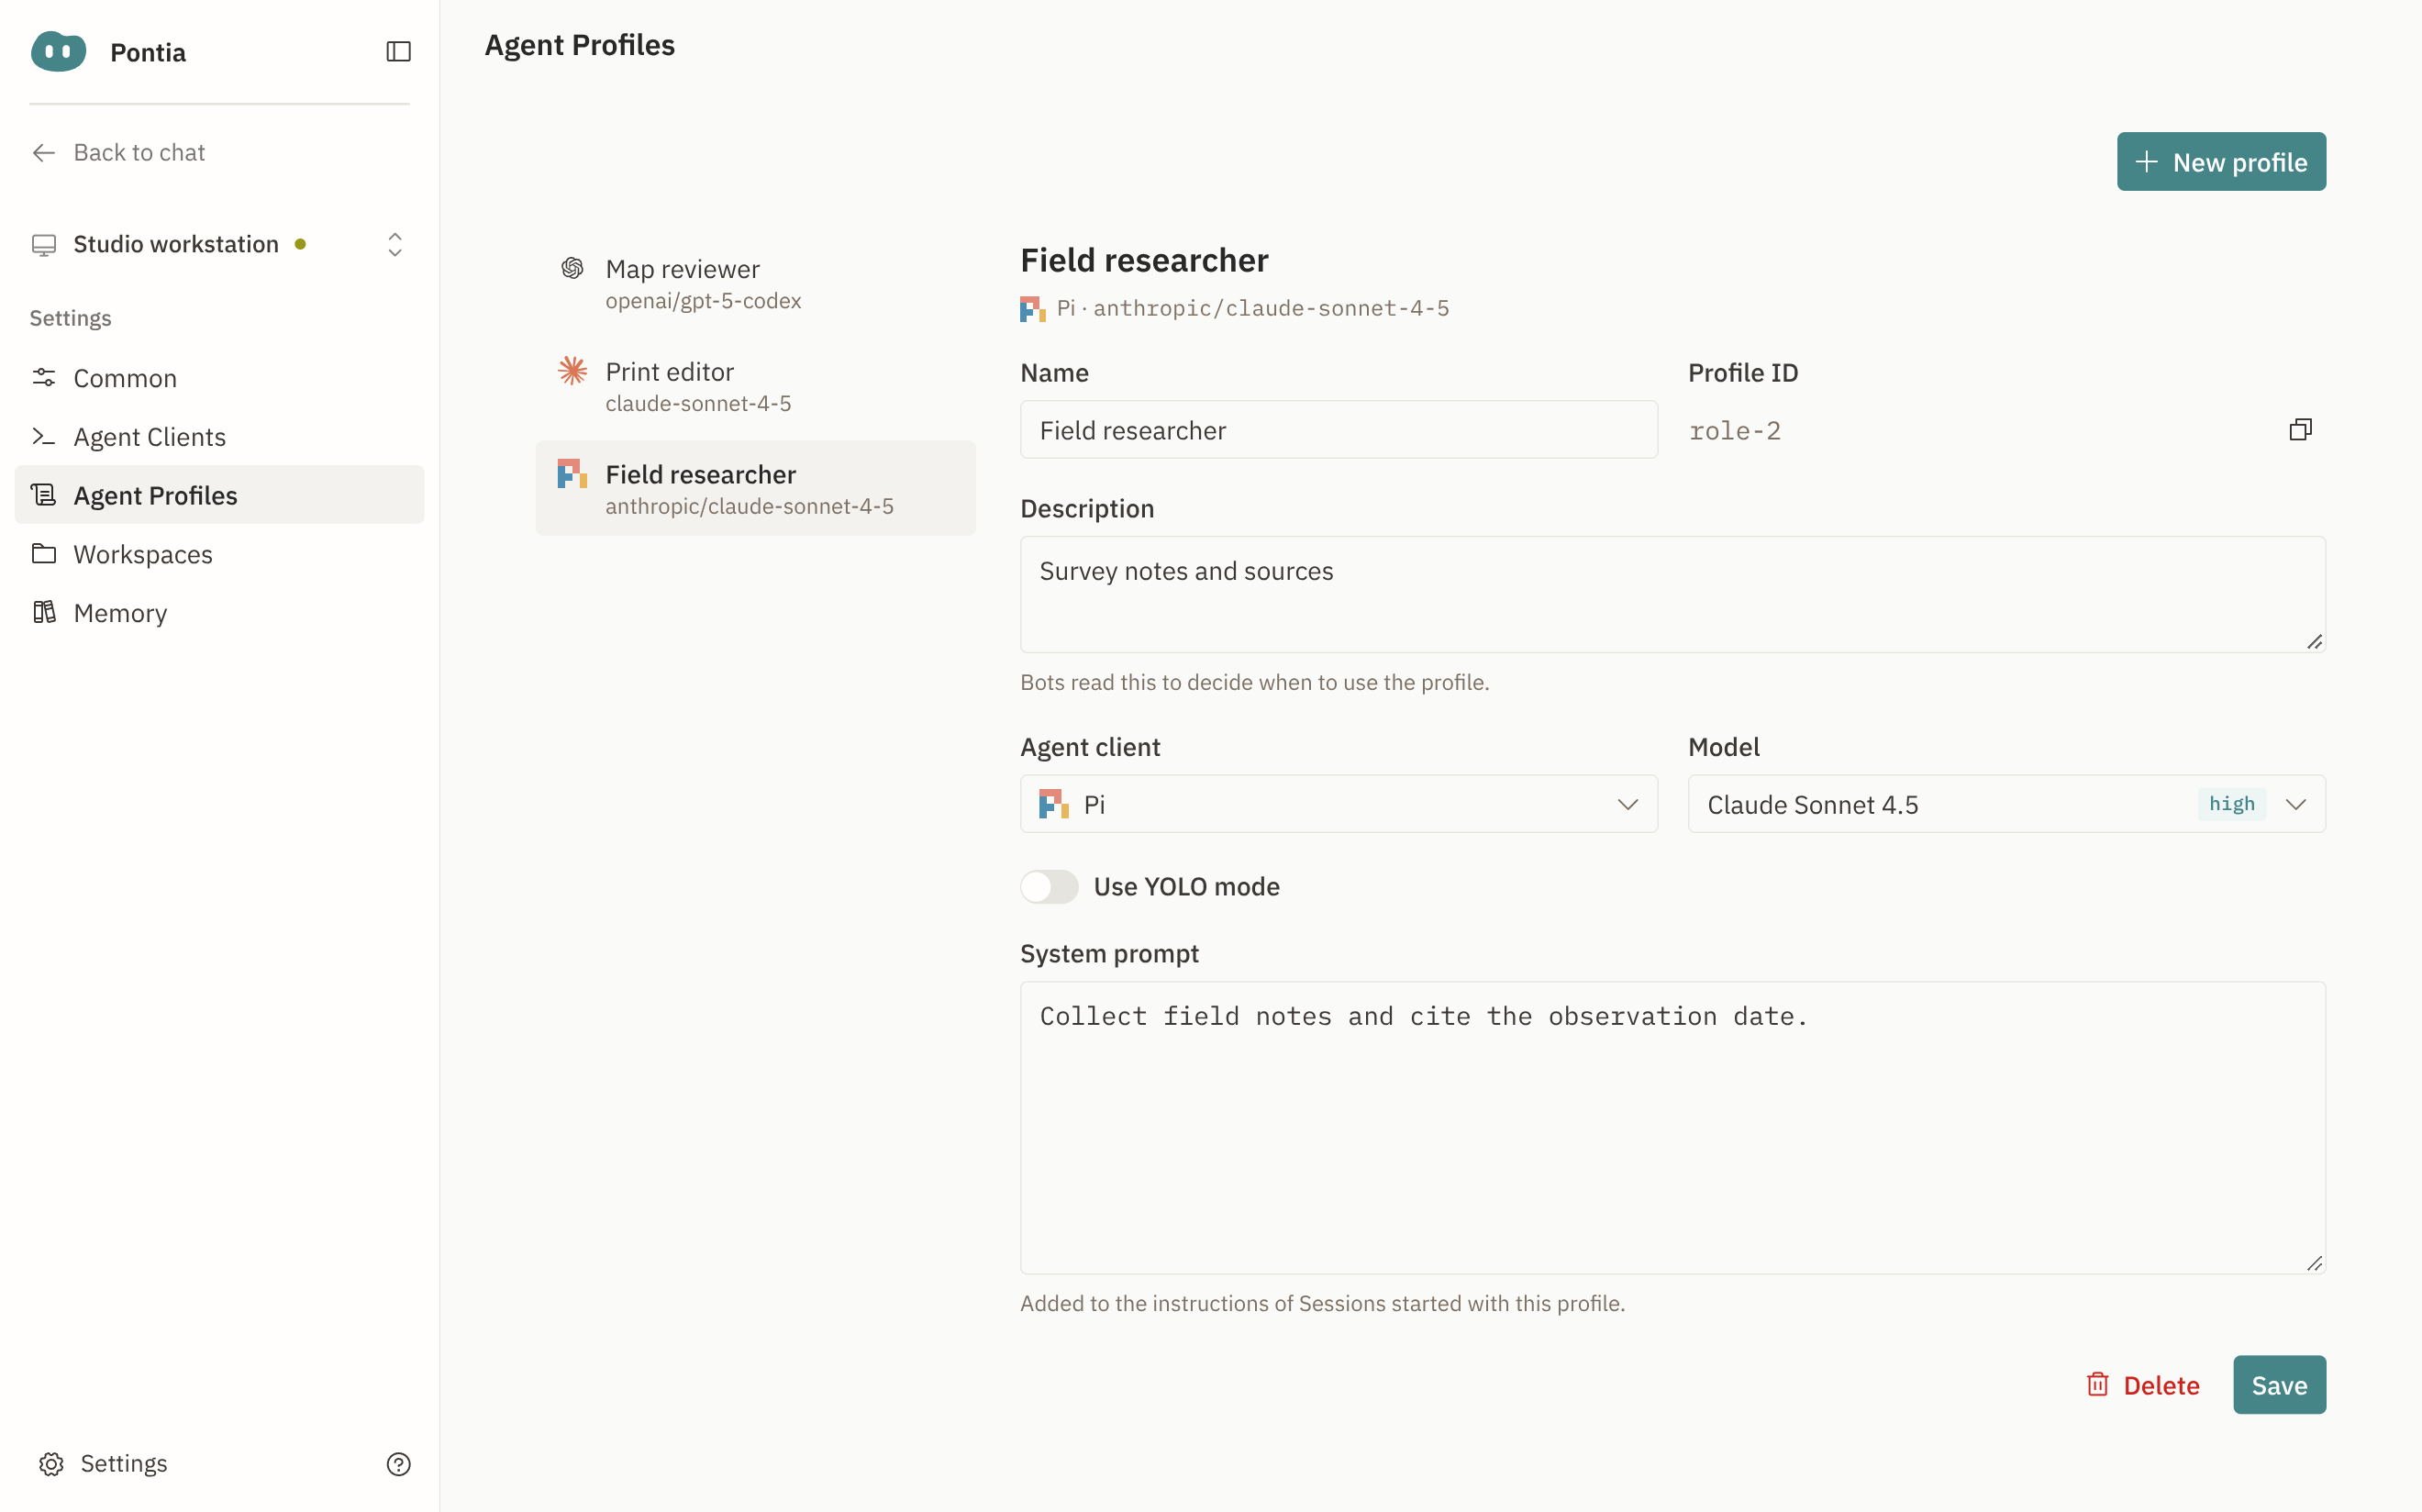 Pontia
Back to chat
Studio workstation
Settings
Common
Agent Clients
Agent Profiles
Workspaces
Memory
Settings
Agent Profiles
New profile
Map reviewer
openai/gpt-5-codex
Print editor
claude-sonnet-4-5
Field researcher
anthropic/claude-sonnet-4-5
Field researcher
Pi · anthropic/claude-sonnet-4-5
Name
Field researcher
Profile ID
role-2
Description
Survey notes and sources
Bots read this to decide when to use the profile.
Agent client
Pi
Model
Claude Sonnet 4.5 high
Use YOLO mode
System prompt
Collect field notes and cite the observation date.
Added to the instructions of Sessions started with this profile.
Delete
Save